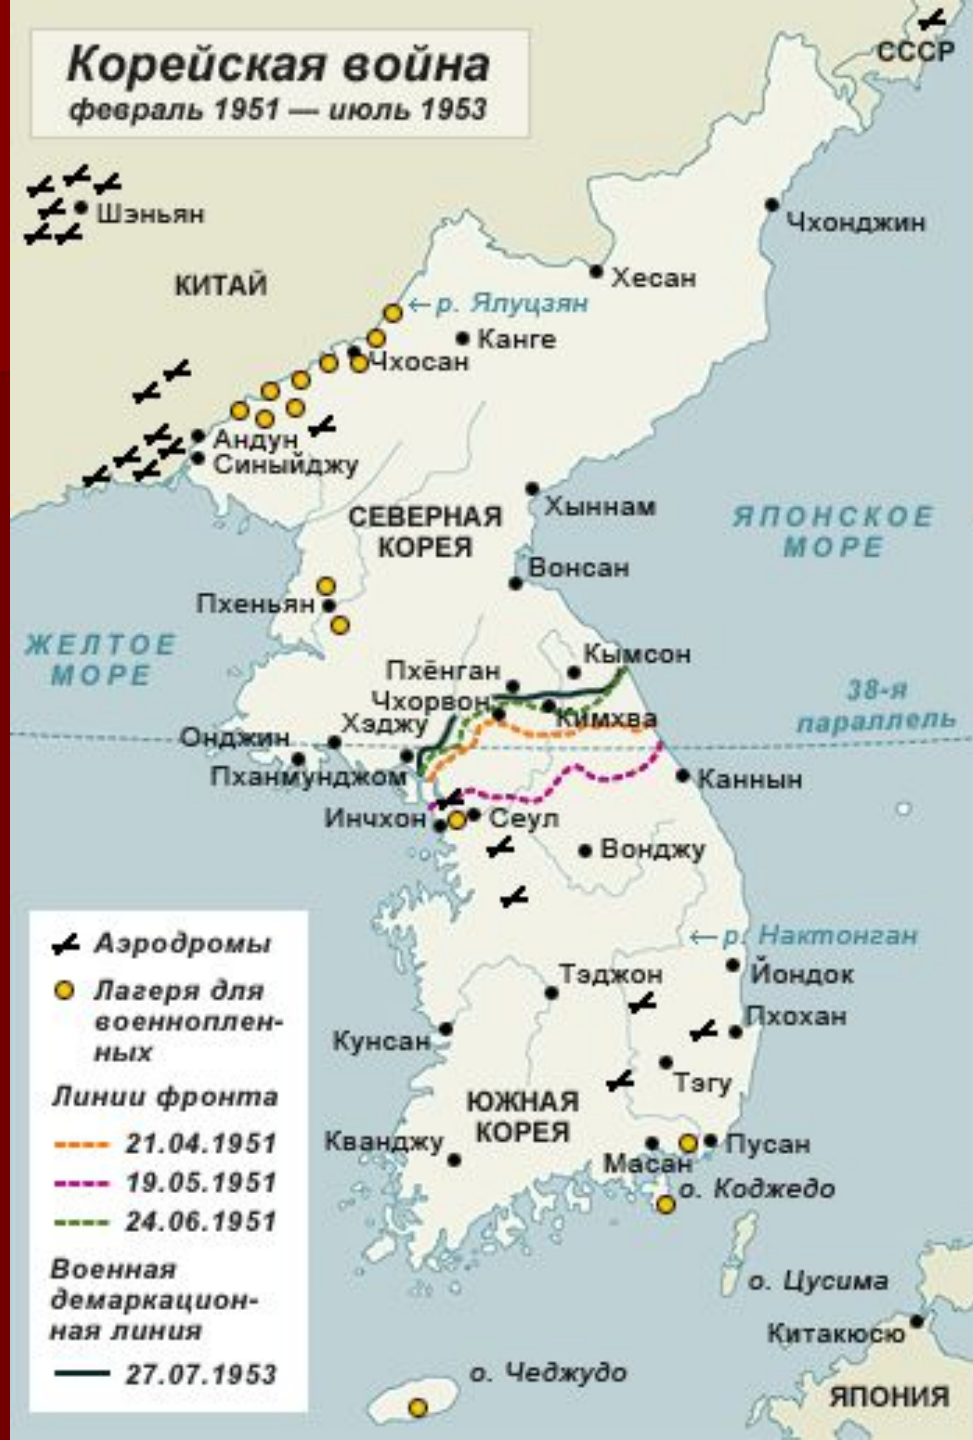 Корейская война
февраль 1951 — июль 1953
СССР
Шэньян
Чхонджин
КИТАЙ
Хесан
←р. Ялуцзян
Канге
Чхосан
Андун
Синыйджу
СЕВЕРНАЯ
КОРЕЯ
Хыннам
ЯПОНСКОЕ
МОРЕ
Вонсан
Пхеньян
ЖЕЛТОЕ
МОРЕ
Кымсон
Пхёнган
38-я
параллель
Чхорвон
Кимхва
Хэджу
Онджин
Пханмунджом
Каннын
Инчхон
Сеул
Вонджу
←р. Нактонган
Йондок
Тэджон
Пхохан
Кунсан
Тэгу
ЮЖНАЯ
КОРЕЯ
Кванджу
Пусан
Масан
о. Коджедо
о. Цусима
Китакюсю
о. Чеджудо
ЯПОНИЯ
Аэродромы
Лагеря для
военноплен-
ных
Линии фронта
21.04.1951
19.05.1951
24.06.1951
Военная
демаркацион-
ная линия
27.07.1953